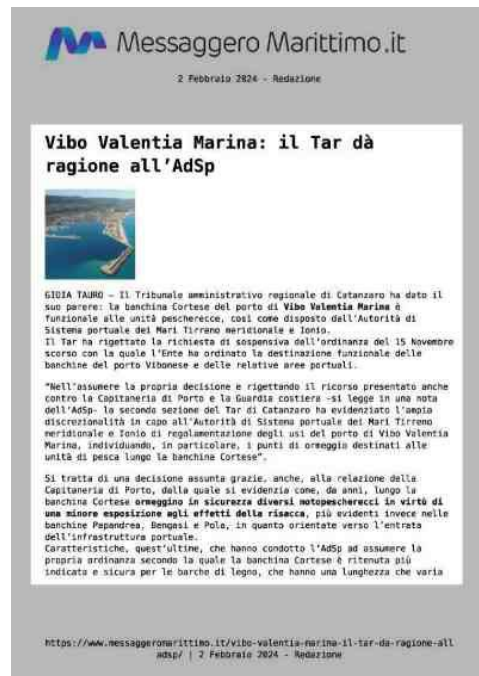 Messaggero Marittimo.it
2 Febbraio 2024 - Redazione
Vibo Valentia Marina: il Tar dà
ragione all'AdSp
GIOIA TAURO – Il Tribunale amministrativo regionale di Catanzaro ha dato il
suo parere: la banchina Cortese del porto di Vibo Valentia Marina è
funzionale alle unità pescherecce, così come disposto dall'Autorità di
Sistema portuale dei Mari Tirreno meridionale e Ionio.
Il Tar ha rigettato la richiesta di sospensiva dell'ordinanza del 15 Novembre
scorso con la quale l'Ente ha ordinato la destinazione funzionale delle
banchine del porto Vibonese e delle relative aree portuali.
"Nell'assumere la propria decisione e rigettando il ricorso presentato anche
contro la Capitaneria di Porto e la Guardia costiera -si legge in una nota
dell'AdSp- la seconda sezione del Tar di Catanzaro ha evidenziato l'ampia
discrezionalità in capo all'Autorità di Sistema portuale dei Mari Tirreno
meridionale e Ionio di regolamentazione degli usi del porto di Vibo Valentia
Marina, individuando, in particolare, i punti di ormeggio destinati alle
unità di pesca lungo la banchina Cortese".
Si tratta di una decisione assunta grazie, anche, alla relazione della
Capitaneria di Porto, dalla quale si evidenzia come, da anni, lungo la
banchina Cortese ormeggino in sicurezza diversi motopescherecci in virtù di
una minore esposizione agli effetti della risacca, più evidenti invece nelle
banchine Papandrea, Bengasi e Pola, in quanto orientate verso l'entrata
dell'infrastruttura portuale.
Caratteristiche, quest'ultime, che hanno condotto l'AdSp ad assumere la
propria ordinanza secondo la quale la banchina Cortese è ritenuta più
indicata e sicura per le barche di legno, che hanno una lunghezza che varia
https://www.messaggeromarittimo.it/vibo-valentia-marina-il-tar-da-ragione-all
adsp/ | 2 Febbraio 2024 - Redazione